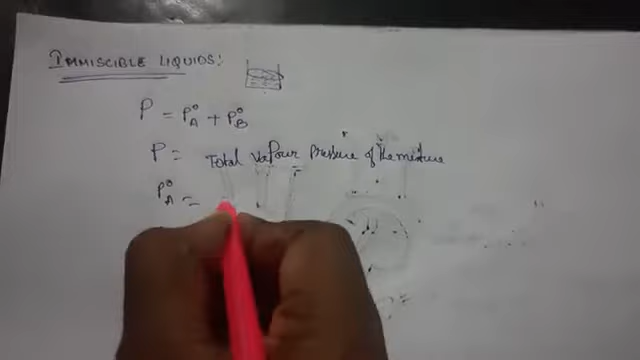 IMMISCIBLE LIQUIDS:
P = P°A + P°B
P = Total vapour pressure of the mixture
P°A =